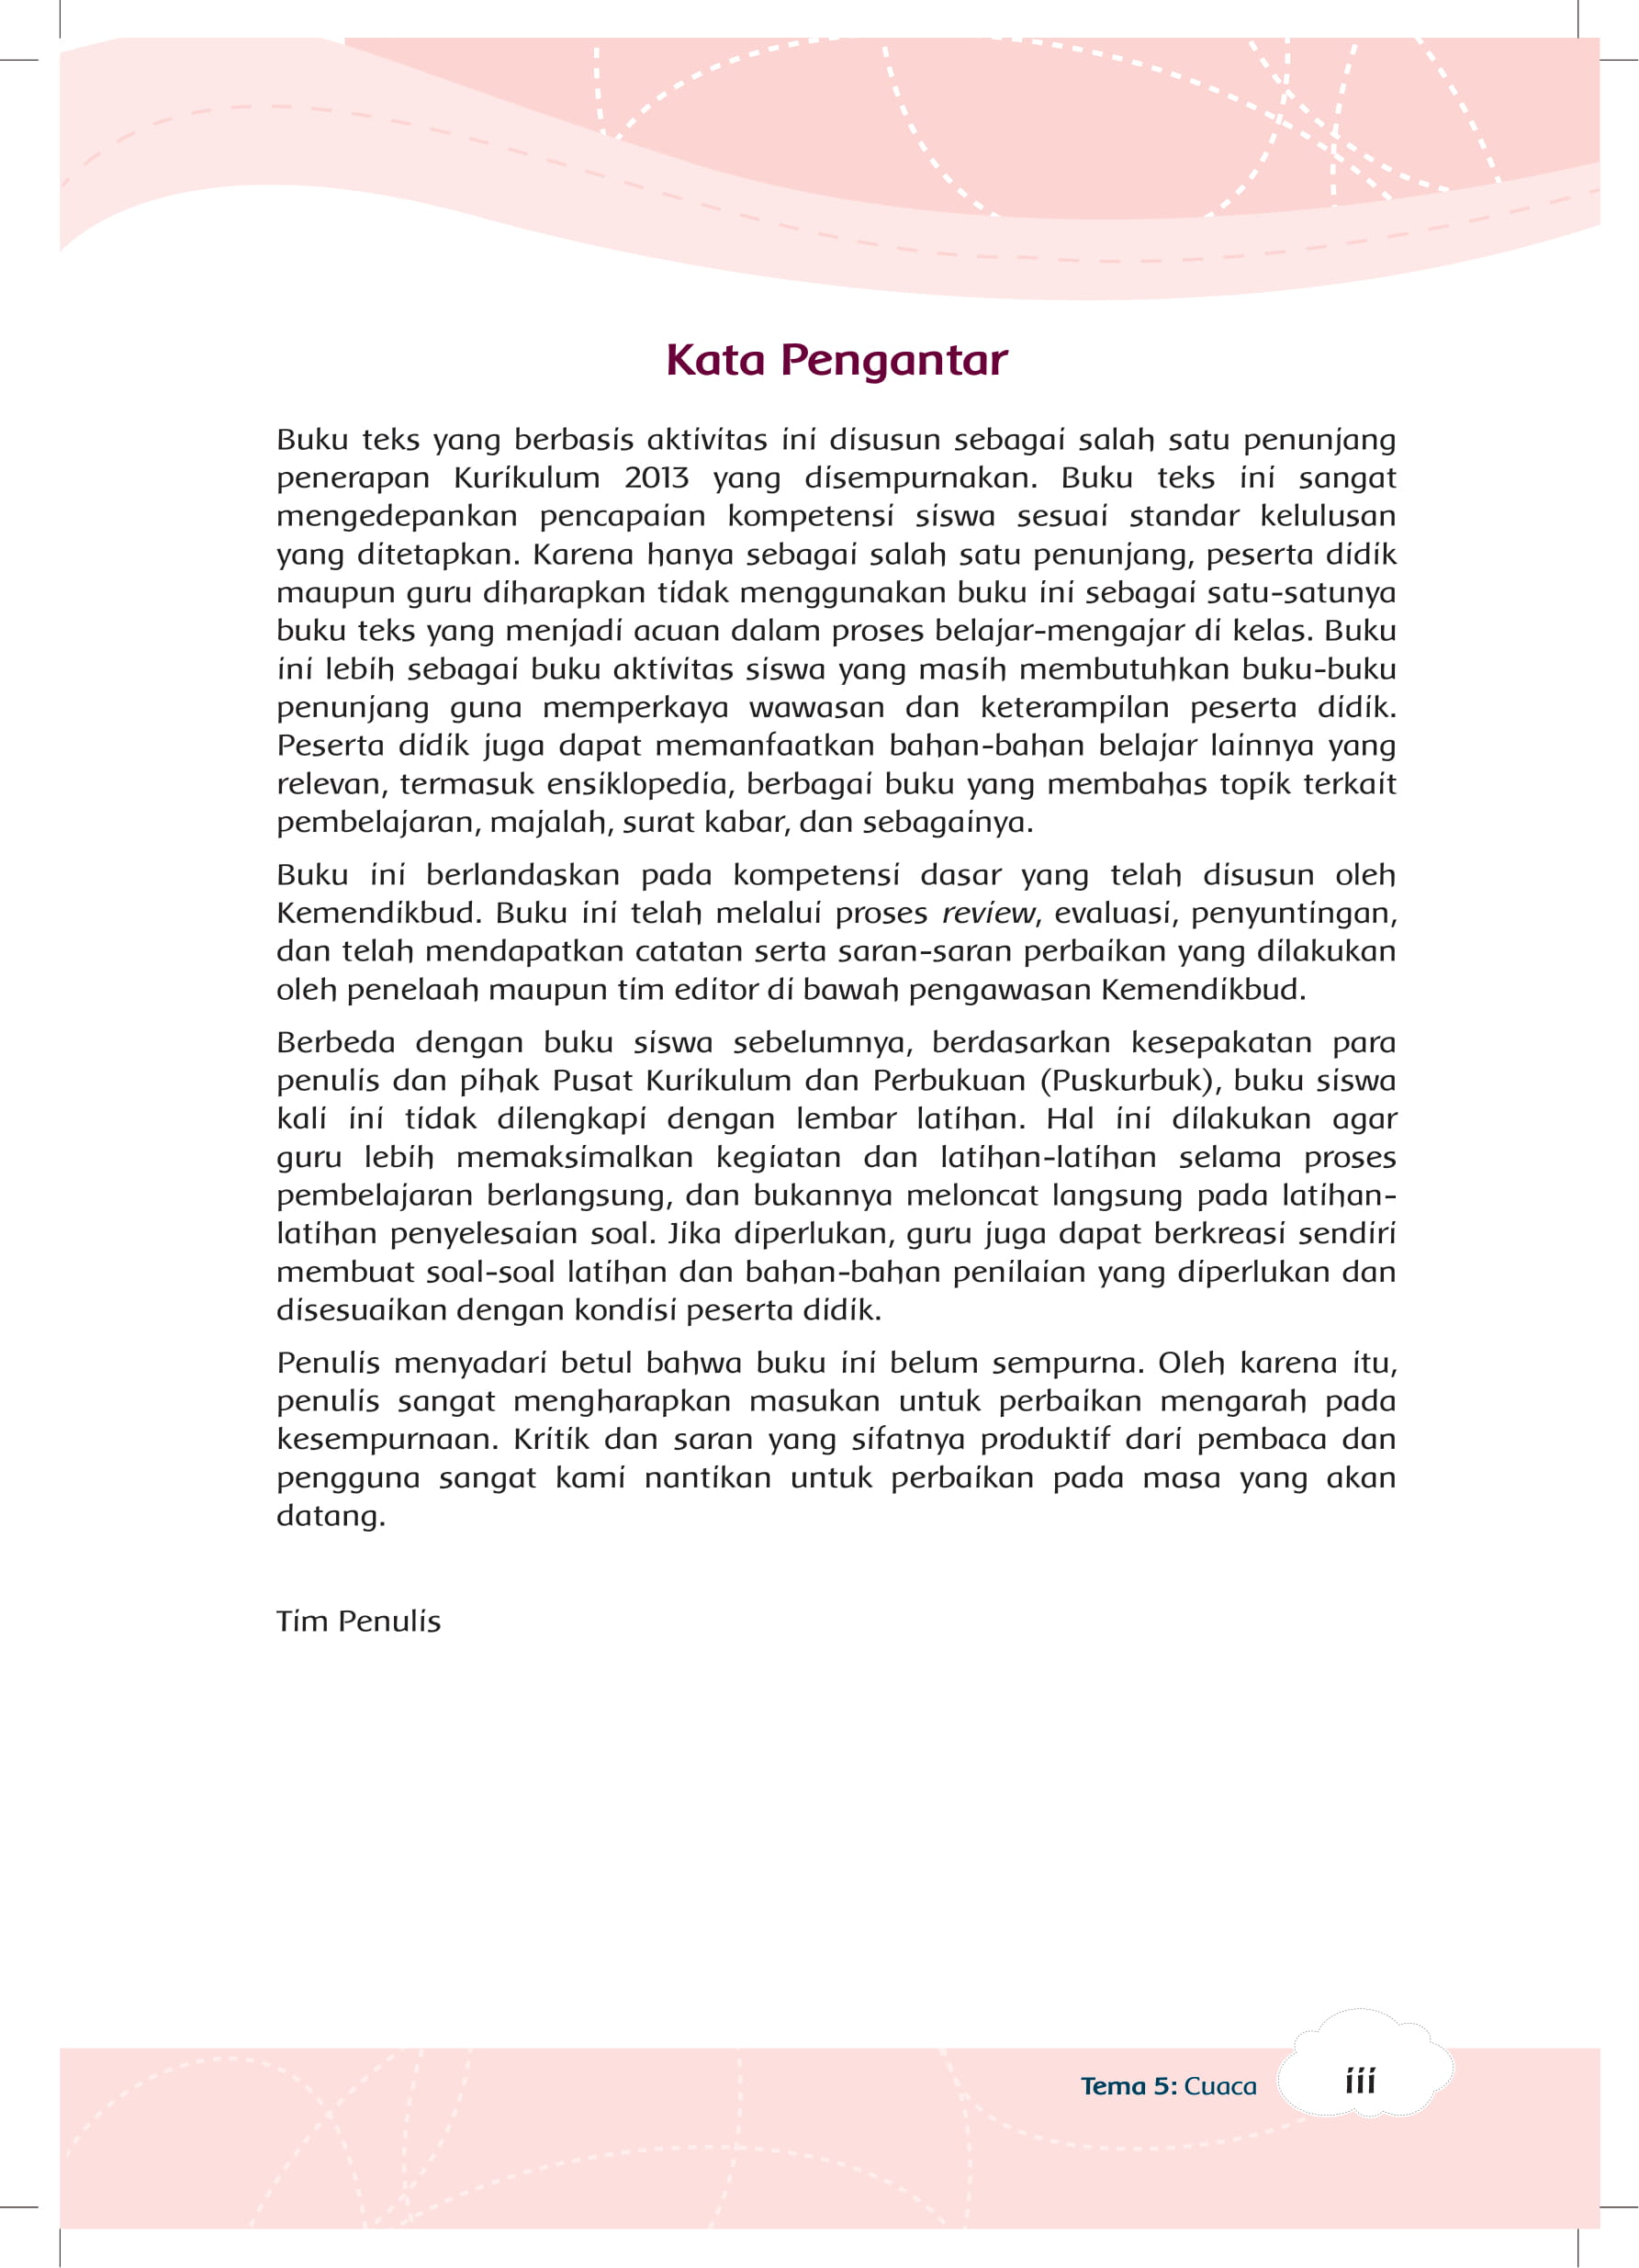 Kata Pengantar
Buku teks yang berbasis aktivitas ini disusun sebagai salah satu penunjang
penerapan Kurikulum 2013 yang disempurnakan. Buku teks ini sangat
mengedepankan pencapaian kompetensi siswa sesuai standar kelulusan
yang ditetapkan. Karena hanya sebagai salah satu penunjang, peserta didik
maupun guru diharapkan tidak menggunakan buku ini sebagai satu-satunya
buku teks yang menjadi acuan dalam proses belajar-mengajar di kelas. Buku
ini lebih sebagai buku aktivitas siswa yang masih membutuhkan buku-buku
penunjang guna memperkaya wawasan dan keterampilan peserta didik.
Peserta didik juga dapat memanfaatkan bahan-bahan belajar lainnya yang
relevan, termasuk ensiklopedia, berbagai buku yang membahas topik terkait
pembelajaran, majalah, surat kabar, dan sebagainya.
Buku ini berlandaskan pada kompetensi dasar yang telah disusun oleh
Kemendikbud. Buku ini telah melalui proses review, evaluasi, penyuntingan,
dan telah mendapatkan catatan serta saran-saran perbaikan yang dilakukan
oleh penelaah maupun tim editor di bawah pengawasan Kemendikbud.
Berbeda dengan buku siswa sebelumnya, berdasarkan kesepakatan para
penulis dan pihak Pusat Kurikulum dan Perbukuan (Puskurbuk), buku siswa
kali ini tidak dilengkapi dengan lembar latihan. Hal ini dilakukan agar
guru lebih memaksimalkan kegiatan dan latihan-latihan selama proses
pembelajaran berlangsung, dan bukannya meloncat langsung pada latihan-
latihan penyelesaian soal. Jika diperlukan, guru juga dapat berkreasi sendiri
membuat soal-soal latihan dan bahan-bahan penilaian yang diperlukan dan
disesuaikan dengan kondisi peserta didik.
Penulis menyadari betul bahwa buku ini belum sempurna. Oleh karena itu,
penulis sangat mengharapkan masukan untuk perbaikan mengarah pada
kesempurnaan. Kritik dan saran yang sifatnya produktif dari pembaca dan
pengguna sangat kami nantikan untuk perbaikan pada masa yang akan
datang.
Tim Penulis
Tema 5: Cuaca
iii